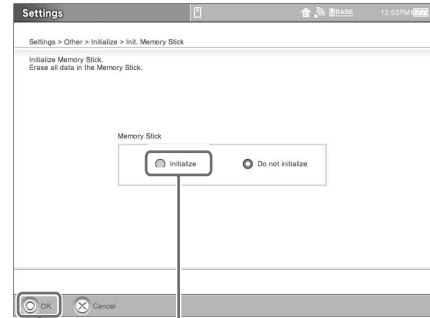 Settings
BASE
12:53PM
Settings > Other > Initialize > Init. Memory Stick
Initialize Memory Stick.
Erase all data in the Memory Stick.
Memory Stick
Initialize
Do not initialize
OK
Cancel